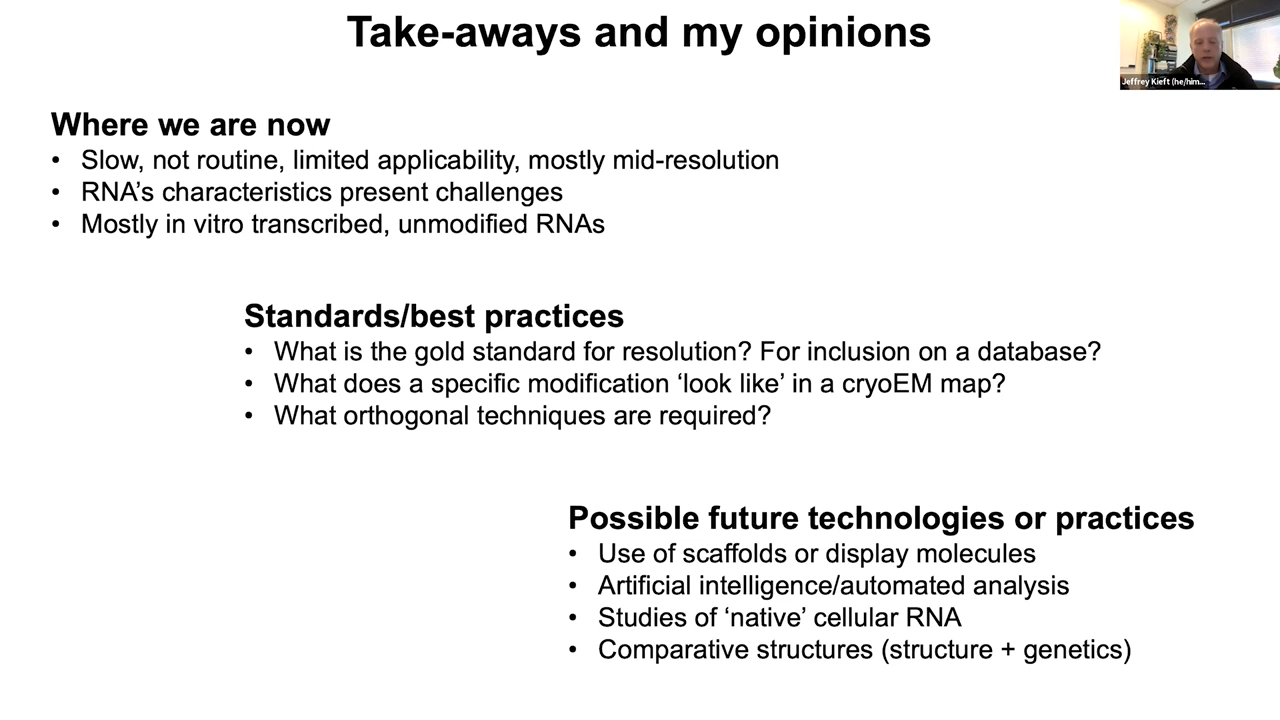 Take-aways and my opinions
Jeffrey Kieft (he/him...
Where we are now
• Slow, not routine, limited applicability, mostly mid-resolution
• RNA’s characteristics present challenges
• Mostly in vitro transcribed, unmodified RNAs
Standards/best practices
• What is the gold standard for resolution? For inclusion on a database?
• What does a specific modification ‘look like’ in a cryoEM map?
• What orthogonal techniques are required?
Possible future technologies or practices
• Use of scaffolds or display molecules
• Artificial intelligence/automated analysis
• Studies of ‘native’ cellular RNA
• Comparative structures (structure + genetics)